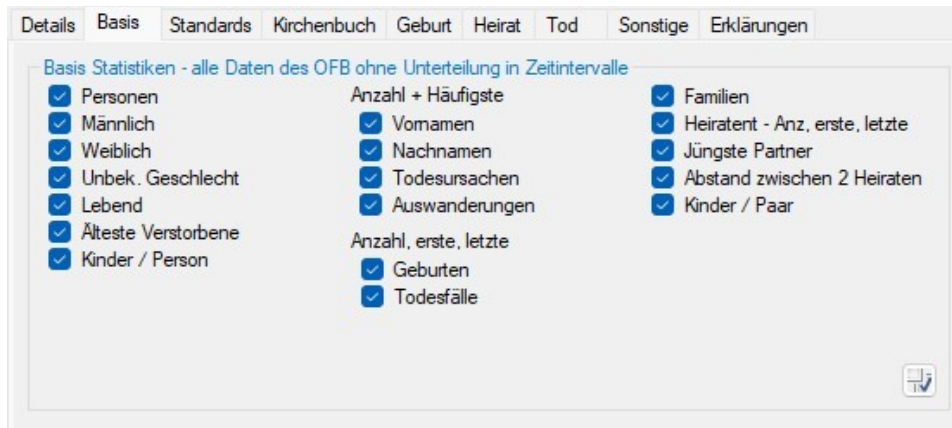 Details Basis Standards Kirchenbuch Geburt Heirat Tod Sonstige Erklärungen
Basis Statistiken - alle Daten des OFB ohne Unterteilung in Zeitintervalle
Personen
Männlich
Weiblich
Unbek. Geschlecht
Lebend
Älteste Verstorbene
Kinder / Person
Anzahl + Häufigste
Vornamen
Nachnamen
Todesursachen
Auswanderungen
Anzahl, erste, letzte
Geburten
Todesfälle
Familien
Heiratent - Anz, erste, letzte
Jüngste Partner
Abstand zwischen 2 Heiraten
Kinder / Paar